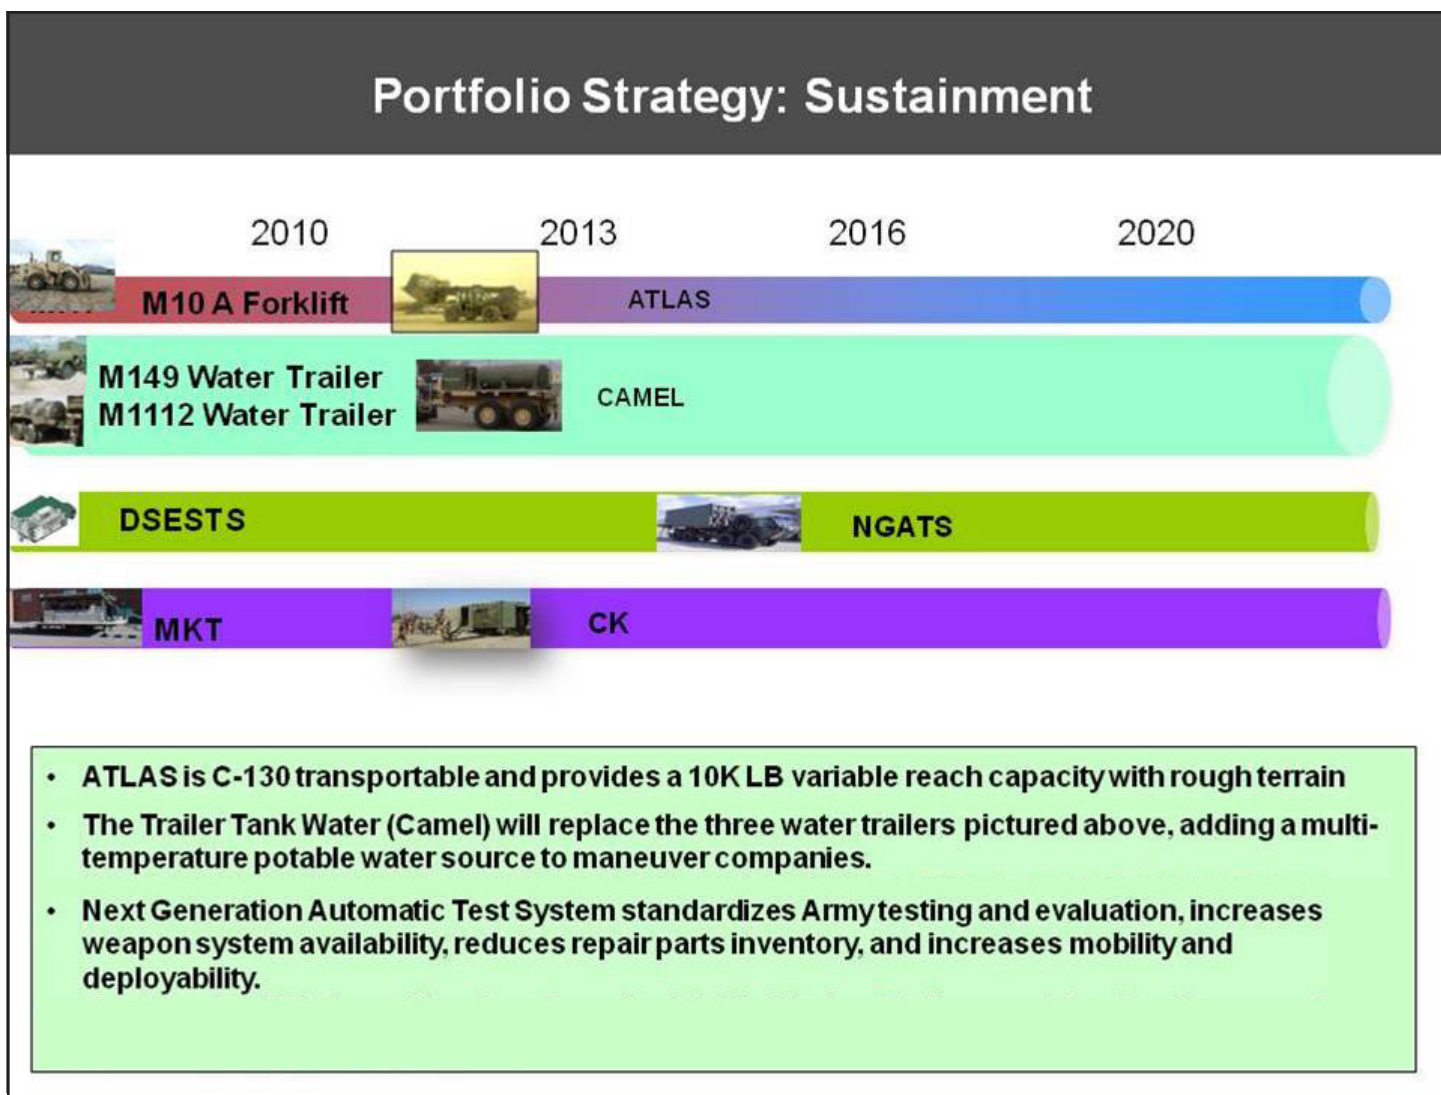 Portfolio Strategy: Sustainment
2010 2013 2016 2020
M10 A Forklift ATLAS
M149 Water Trailer
M1112 Water Trailer
CAMEL
DSESTS NGATS
MKT CK
• ATLAS is C-130 transportable and provides a 10K LB variable reach capacity with rough terrain
• The Trailer Tank Water (Camel) will replace the three water trailers pictured above, adding a multi-
temperature potable water source to maneuver companies.
• Next Generation Automatic Test System standardizes Army testing and evaluation, increases
weapon system availability, reduces repair parts inventory, and increases mobility and
deployability.